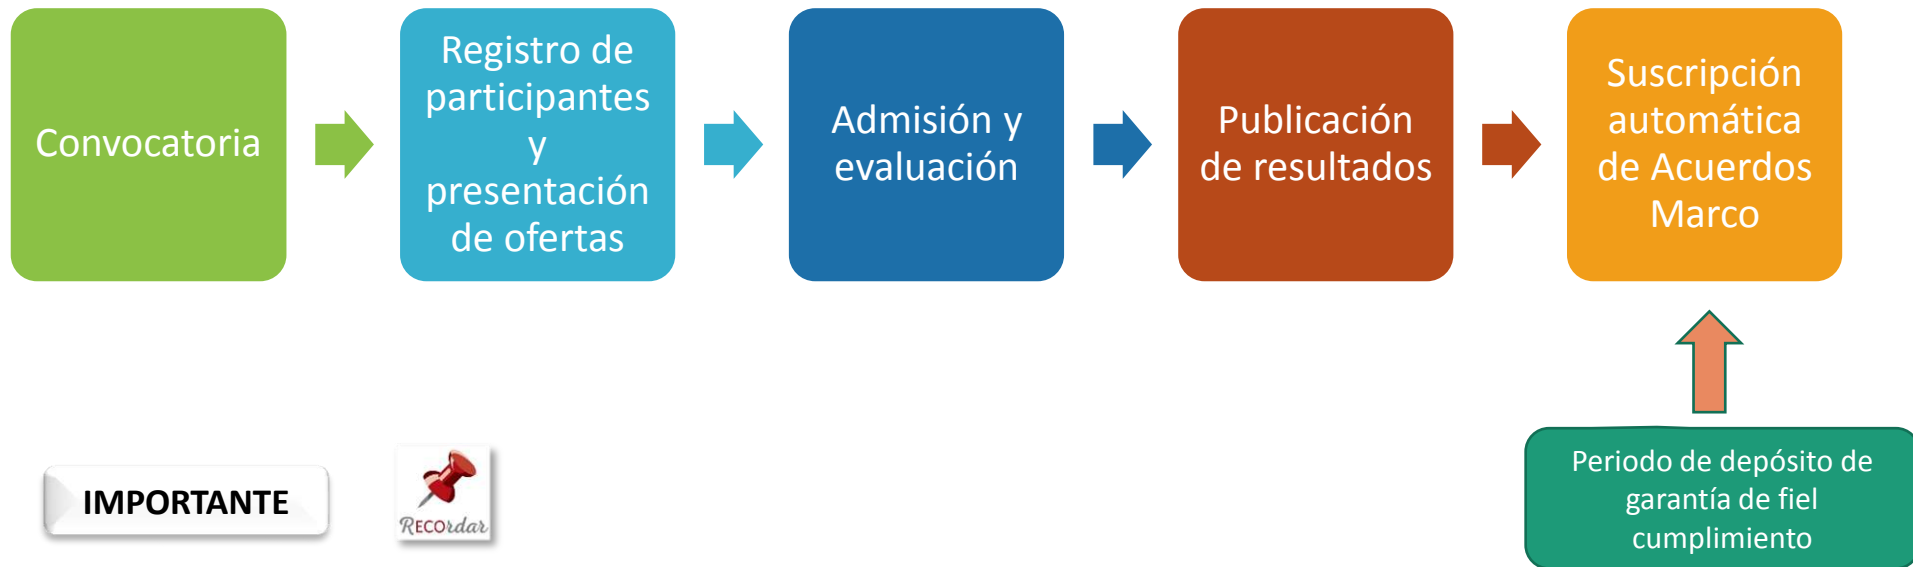 Convocatoria
Registro de
participantes
y
presentación
de ofertas
Admisión y
evaluación
Publicación
de resultados
Suscripción
automática
de Acuerdos
Marco
IMPORTANTE
RECOrdar
Periodo de depósito de
garantía de fiel
cumplimiento